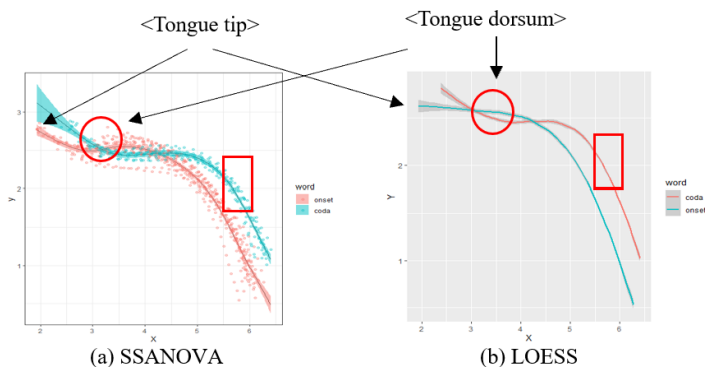 <Tongue tip>
<Tongue dorsum>
3
2
1
y
2
3
4
5
6
X
word
onset
coda
(a) SSANOVA
2
1
Y
2
3
4
5
6
X
word
coda
onset
(b) LOESS